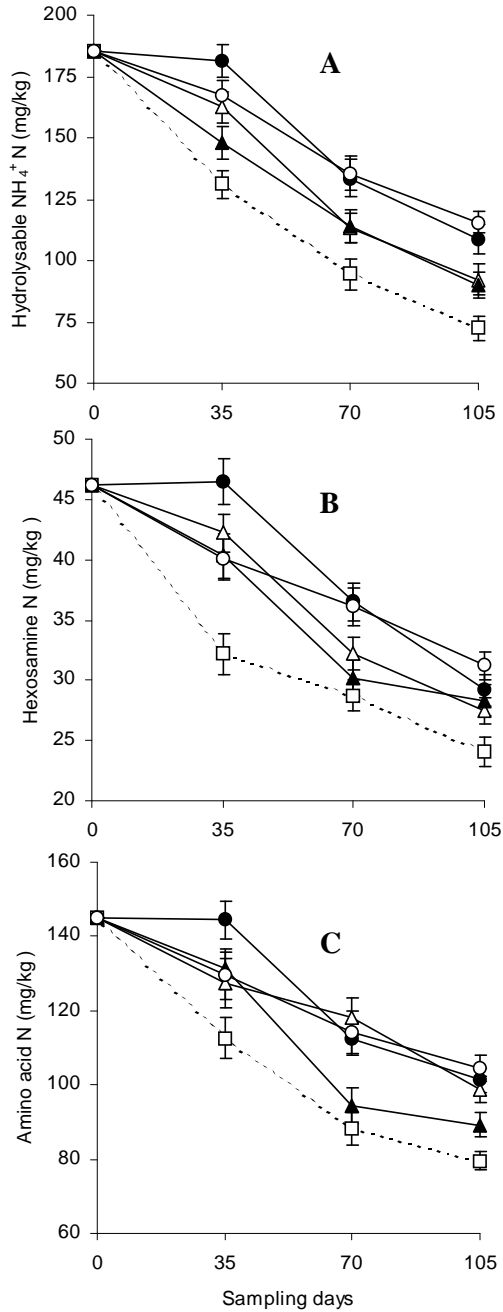 200
175
150
125
100
75
50
Hydrolysable NH₄⁺ N (mg/kg)
A
0 35 70 105
50
45
40
35
30
25
20
Hexosamine N (mg/kg )
B
0 35 70 105
160
140
120
100
80
60
Amino acid N (mg/kg)
C
0 35 70 105
Sampling days